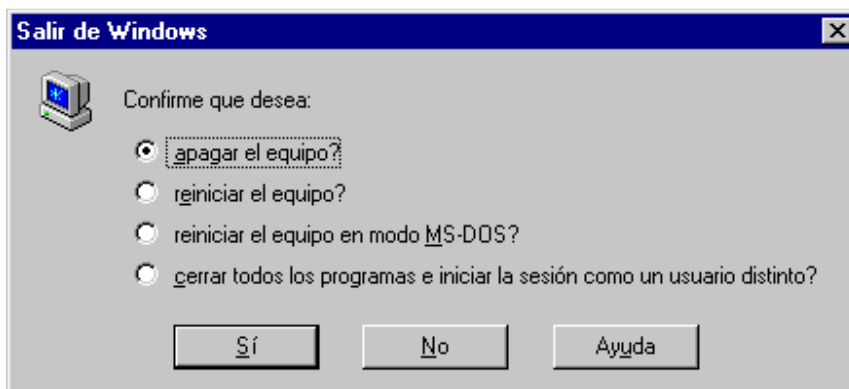 Salir de Windows
Confirme que desea:
apagar el equipo?
reiniciar el equipo?
reiniciar el equipo en modo MS-DOS?
cerrar todos los programas e iniciar la sesión como un usuario distinto?
Sí No Ayuda